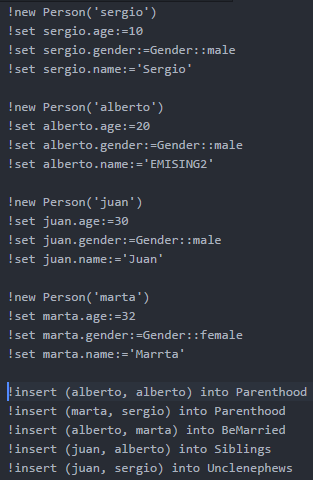 !new Person('sergio')
!set sergio.age:=10
!set sergio.gender:=Gender::male
!set sergio.name:='Sergio'
!new Person('alberto')
!set alberto.age:=20
!set alberto.gender:=Gender::male
!set alberto.name:='EMISING2'
!new Person('juan')
!set juan.age:=30
!set juan.gender:=Gender::male
!set juan.name:='Juan'
!new Person('marta')
!set marta.age:=32
!set marta.gender:=Gender::female
!set marta.name:='Marrta'
!insert (alberto, alberto) into Parenthood
!insert (marta, sergio) into Parenthood
!insert (alberto, marta) into BeMarried
!insert (juan, alberto) into Siblings
!insert (juan, sergio) into Unclenephews